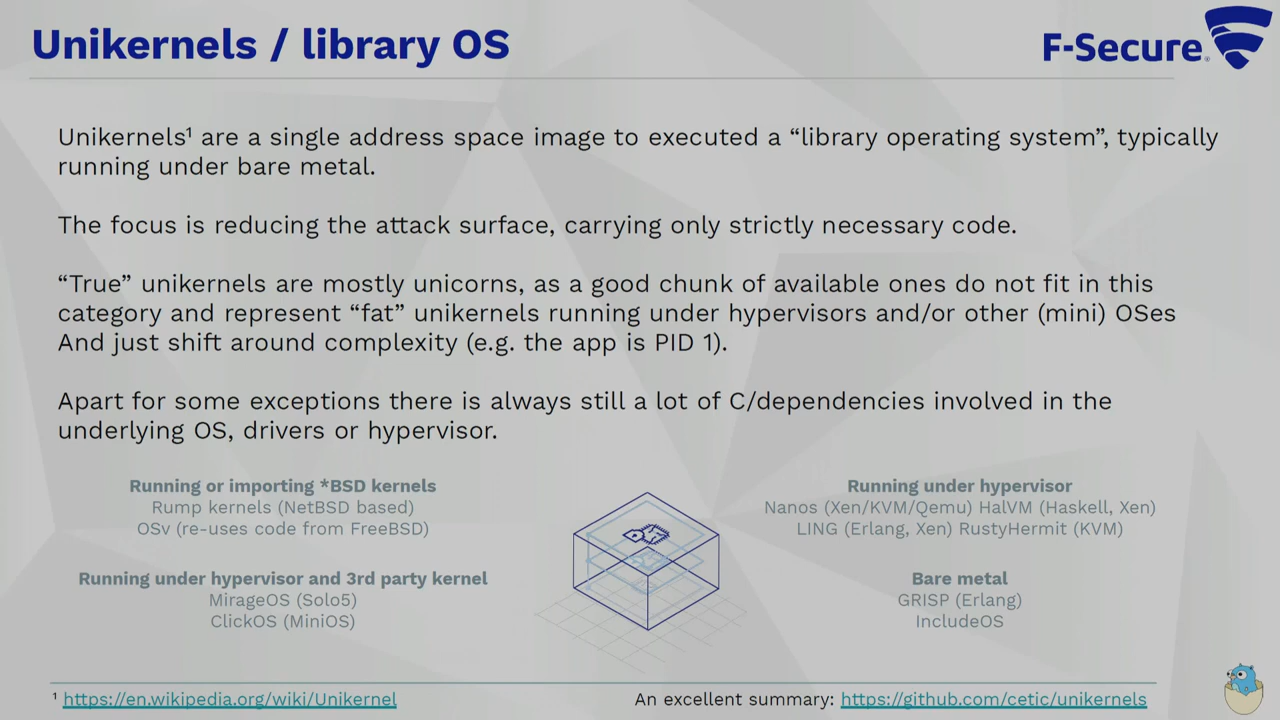 Unikernels / library OS
F-Secure®
Unikernels¹ are a single address space image to executed a “library operating system”, typically
running under bare metal.
The focus is reducing the attack surface, carrying only strictly necessary code.
“True” unikernels are mostly unicorns, as a good chunk of available ones do not fit in this
category and represent “fat” unikernels running under hypervisors and/or other (mini) OSes
And just shift around complexity (e.g. the app is PID 1).
Apart for some exceptions there is always still a lot of C/dependencies involved in the
underlying OS, drivers or hypervisor.
Running or importing *BSD kernels
Rump kernels (NetBSD based)
OSv (re-uses code from FreeBSD)
Running under hypervisor and 3rd party kernel
MirageOS (Solo5)
ClickOS (MiniOS)
Running under hypervisor
Nanos (Xen/KVM/Qemu) HalVM (Haskell, Xen)
LING (Erlang, Xen) RustyHermit (KVM)
Bare metal
GRISP (Erlang)
IncludeOS
¹ https://en.wikipedia.org/wiki/Unikernel
An excellent summary: https://github.com/cetic/unikernels